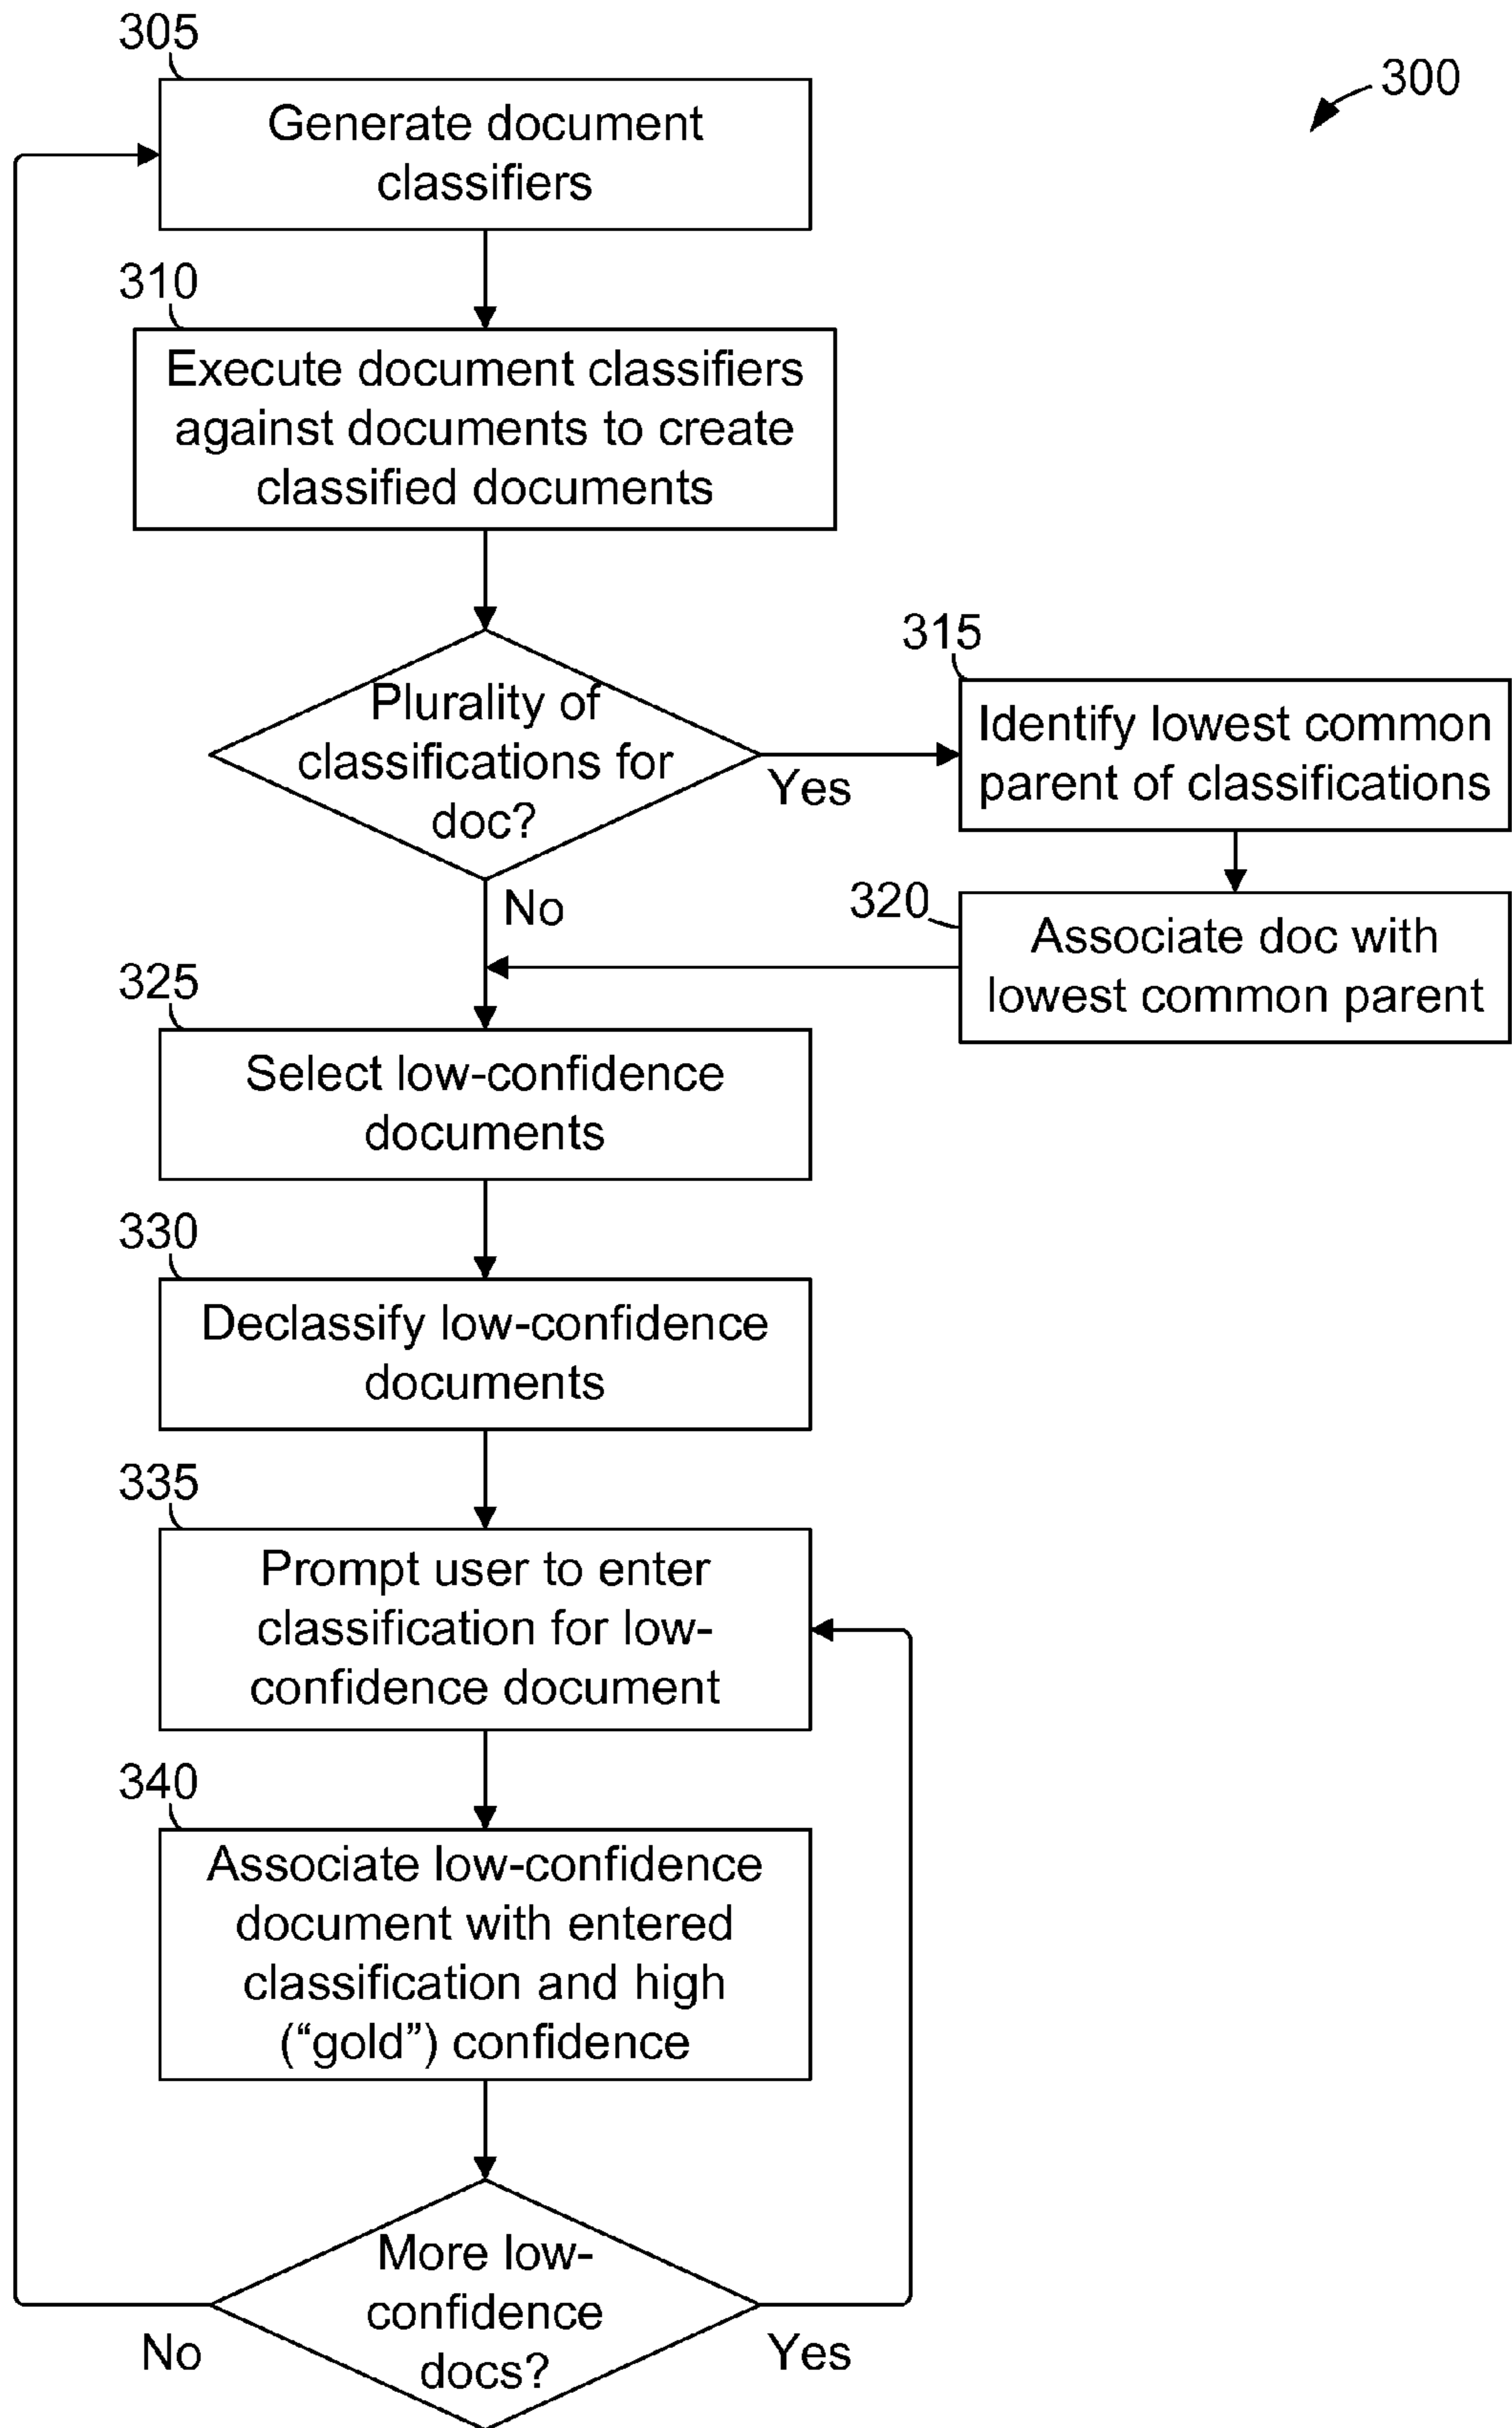 305
300
Generate document
classifiers
310
Execute document classifiers
against documents to create
classified documents
Plurality of
classifications for
doc?
Yes
No
315
Identify lowest common
parent of classifications
320
Associate doc with
lowest common parent
325
Select low-confidence
documents
330
Declassify low-confidence
documents
335
Prompt user to enter
classification for low-
confidence document
340
Associate low-confidence
document with entered
classification and high
(“gold”) confidence
More low-
confidence
docs?
No
Yes